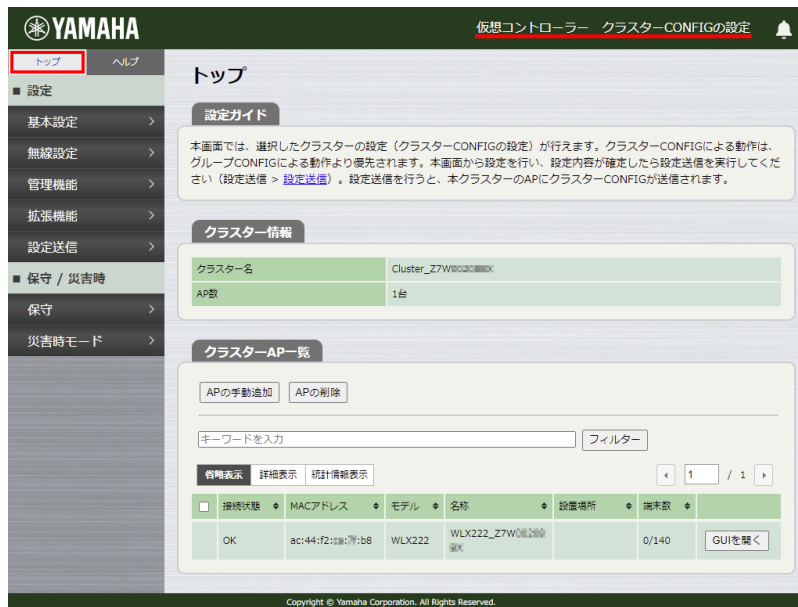 YAMAHA
仮想コントローラー クラスターCONFIGの設定
トップ ヘルプ
■ 設定
基本設定
無線設定
管理機能
拡張機能
設定送信
■ 保守 / 災害時
保守
災害時モード
トップ
設定ガイド
本画面では、選択したクラスターの設定（クラスターCONFIGの設定）が行えます。クラスターCONFIGによる動作は、
グループCONFIGによる動作より優先されます。本画面から設定を行い、設定内容が確定したら設定送信を実行してくだ
さい（設定送信 > 設定送信）。設定送信を行うと、本クラスターのAPにクラスターCONFIGが送信されます。
クラスター情報
クラスター名 Cluster_Z7W
AP数 1台
クラスターAP一覧
APの手動追加 APの削除
キーワードを入力 フィルター
省略表示 詳細表示 統計情報表示 1 / 1
接続状態 MACアドレス モデル 名称 設置場所 端末数
OK ac:44:f2: :b8 WLX222 WLX222_Z7W 0/140 GUIを開く
Copyright © Yamaha Corporation. All Rights Reserved.